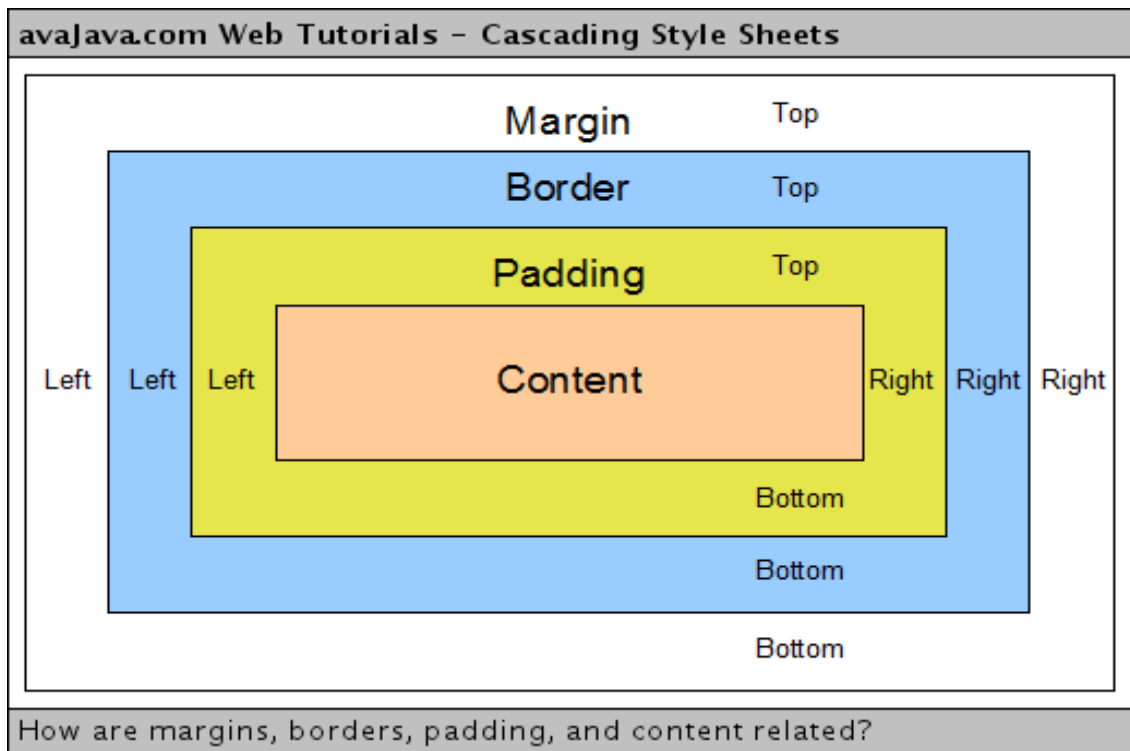 avaJava.com Web Tutorials – Cascading Style Sheets
Margin Top
Border Top
Padding Top
Left Left Left Content Right Right Right
Bottom
Bottom
Bottom
How are margins, borders, padding, and content related?